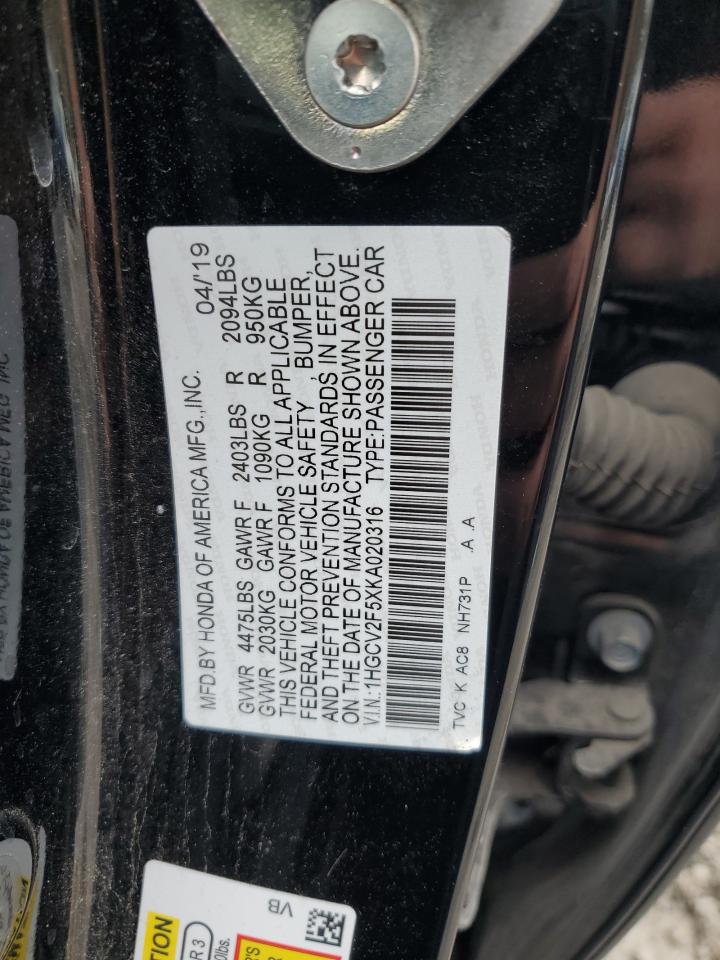 MFD.BY HONDA OF AMERICA MFG.,INC. 04/'19
GVWR 4475LBS GAWR F 2403LBS R 2094LBS
GVWR 2030KG GAWR F 1090KG R 950KG
THIS VEHICLE CONFORMS TO ALL APPLICABLE
FEDERAL MOTOR VEHICLE SAFETY , BUMPER,
AND THEFT PREVENTION STANDARDS IN EFFECT
ON THE DATE OF MANUFACTURE SHOWN ABOVE.
V.I.N.:1HGCV2F5XKA020316 TYPE:PASSENGER CAR
TVC K AC8 NH731P .A .A
VB